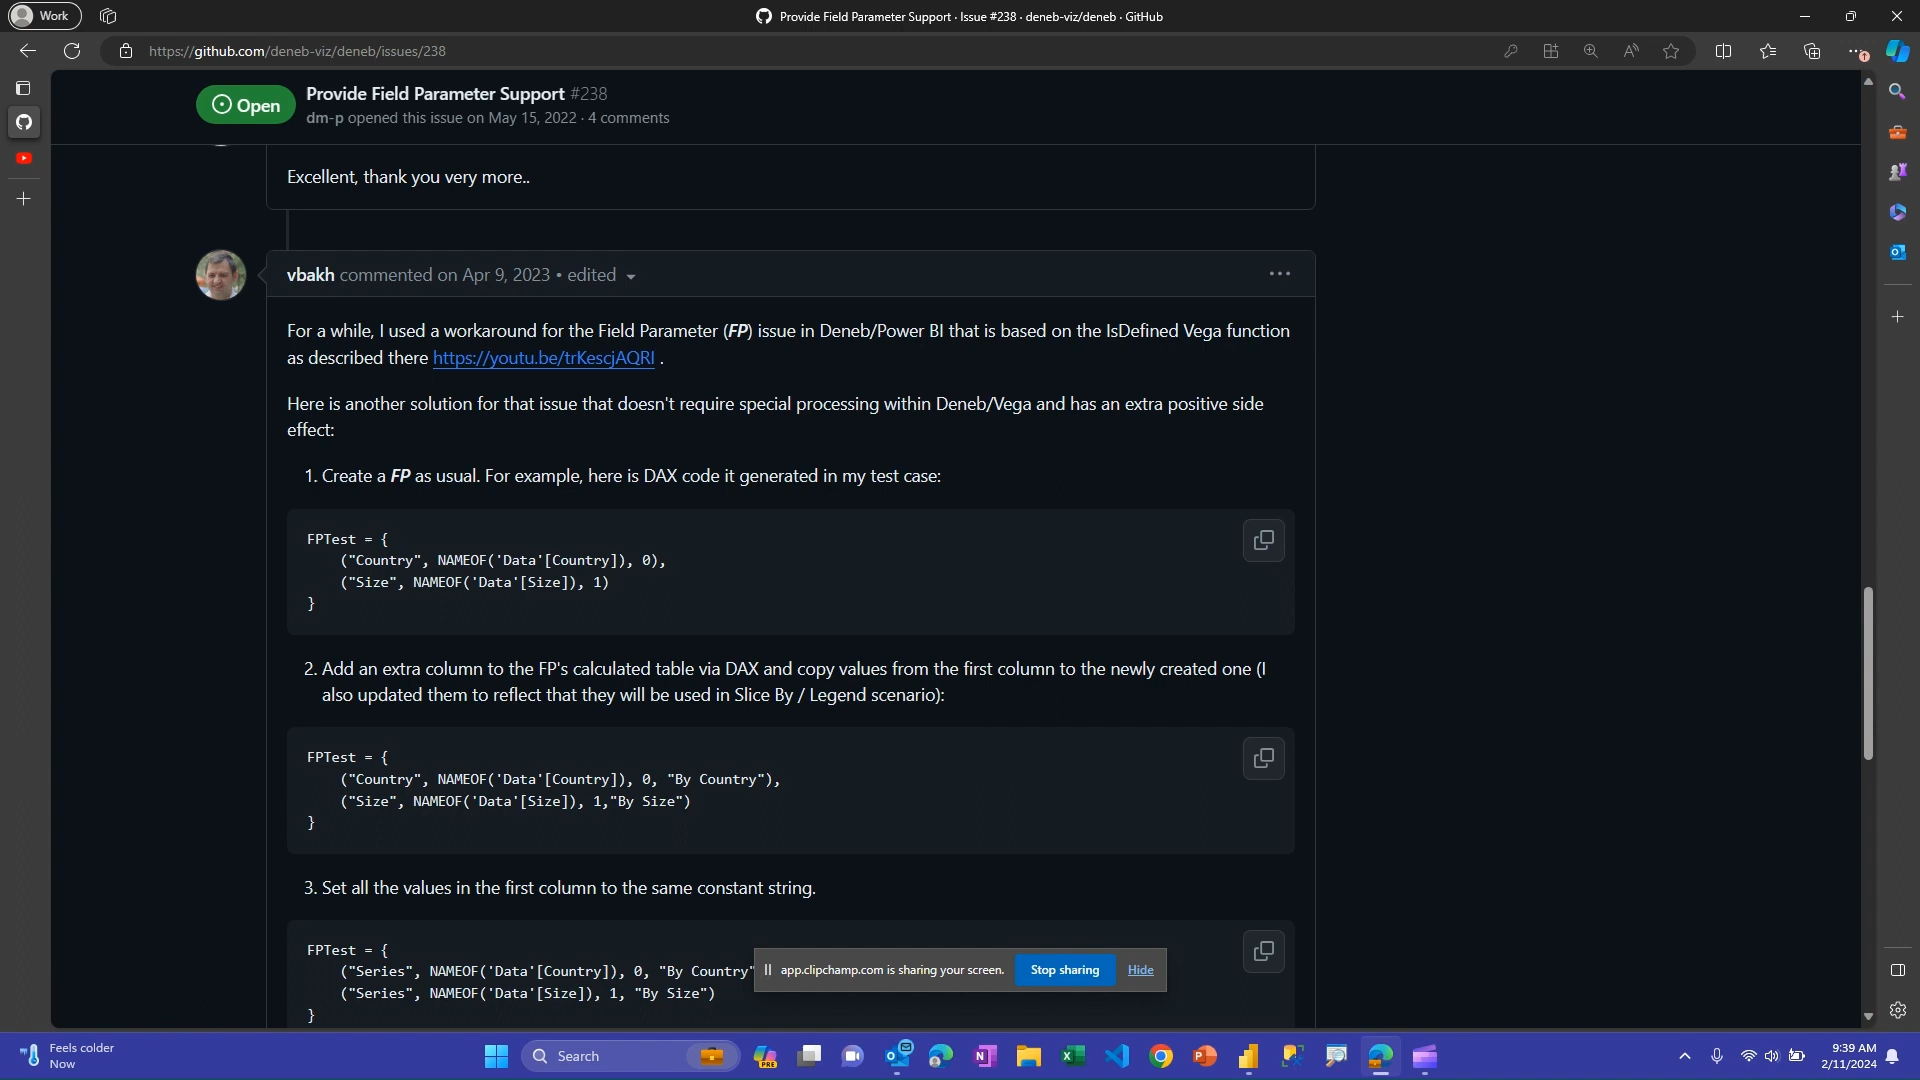 Work
Provide Field Parameter Support · Issue #238 · deneb-viz/deneb · GitHub
https://github.com/deneb-viz/deneb/issues/238
1
Open
Provide Field Parameter Support #238
dm-p opened this issue on May 15, 2022 · 4 comments
Excellent, thank you very more..
vbakh commented on Apr 9, 2023 • edited
For a while, I used a workaround for the Field Parameter (FP) issue in Deneb/Power BI that is based on the IsDefined Vega function
as described there https://youtu.be/trKescjAQRI .
Here is another solution for that issue that doesn't require special processing within Deneb/Vega and has an extra positive side
effect:
1. Create a FP as usual. For example, here is DAX code it generated in my test case:
FPTest = {
("Country", NAMEOF('Data'[Country]), 0),
("Size", NAMEOF('Data'[Size]), 1)
}
2. Add an extra column to the FP's calculated table via DAX and copy values from the first column to the newly created one (I
also updated them to reflect that they will be used in Slice By / Legend scenario):
FPTest = {
("Country", NAMEOF('Data'[Country]), 0, "By Country"),
("Size", NAMEOF('Data'[Size]), 1,"By Size")
}
3. Set all the values in the first column to the same constant string.
FPTest = {
("Series", NAMEOF('Data'[Country]), 0, "By Country"
("Series", NAMEOF('Data'[Size]), 1, "By Size")
}
app.clipchamp.com is sharing your screen.
Stop sharing
Hide
Feels colder
Now
Search
PRE
9:39 AM
2/11/2024